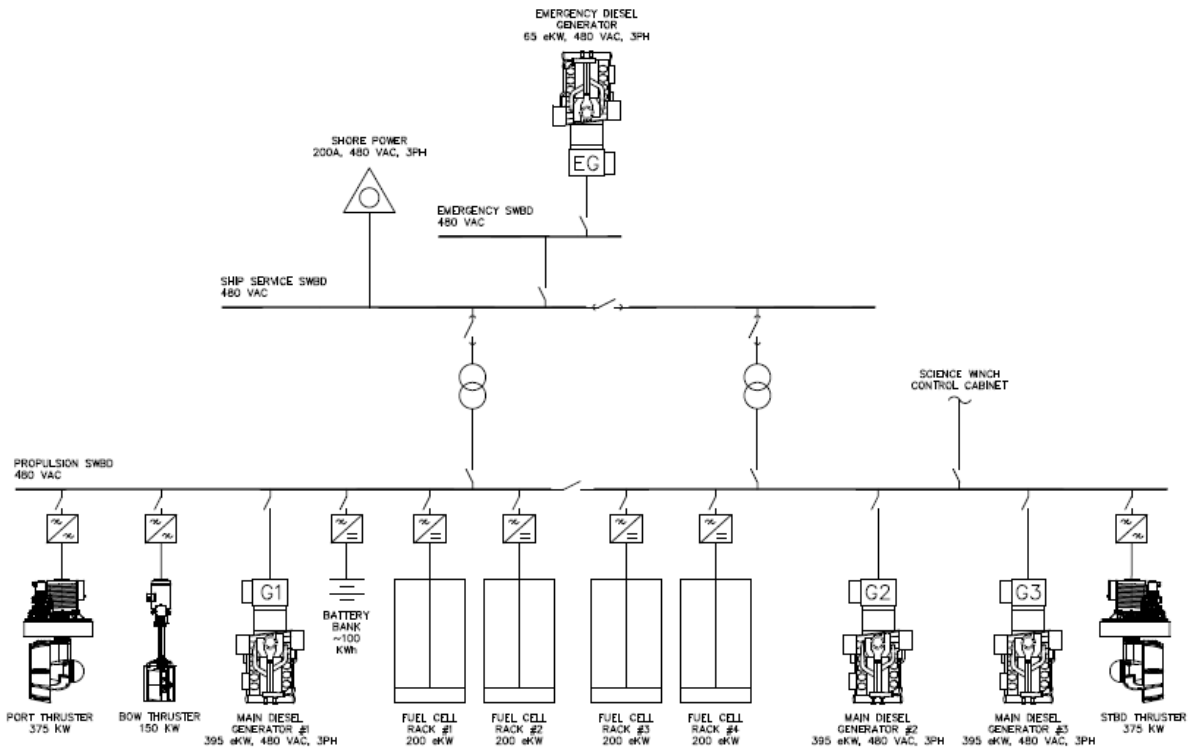 EMERGENCY DIESEL
GENERATOR
65 eKW, 480 VAC, 3PH
EG
SHORE POWER
200A, 480 VAC, 3PH
EMERGENCY SWBD
480 VAC
SHIP SERVICE SWBD
480 VAC
SCIENCE WINCH
CONTROL CABINET
PROPULSION SWBD
480 VAC
G1
G2
G3
BATTERY
BANK
~100
KWh
PORT THRUSTER
375 KW
BOW THRUSTER
150 KW
MAIN DIESEL
GENERATOR #1
395 eKW, 480 VAC, 3PH
FUEL CELL
RACK #1
200 eKW
FUEL CELL
RACK #2
200 eKW
FUEL CELL
RACK #3
200 eKW
FUEL CELL
RACK #4
200 eKW
MAIN DIESEL
GENERATOR #2
395 eKW, 480 VAC, 3PH
MAIN DIESEL
GENERATOR #3
395 eKW, 480 VAC, 3PH
STBD THRUSTER
375 KW